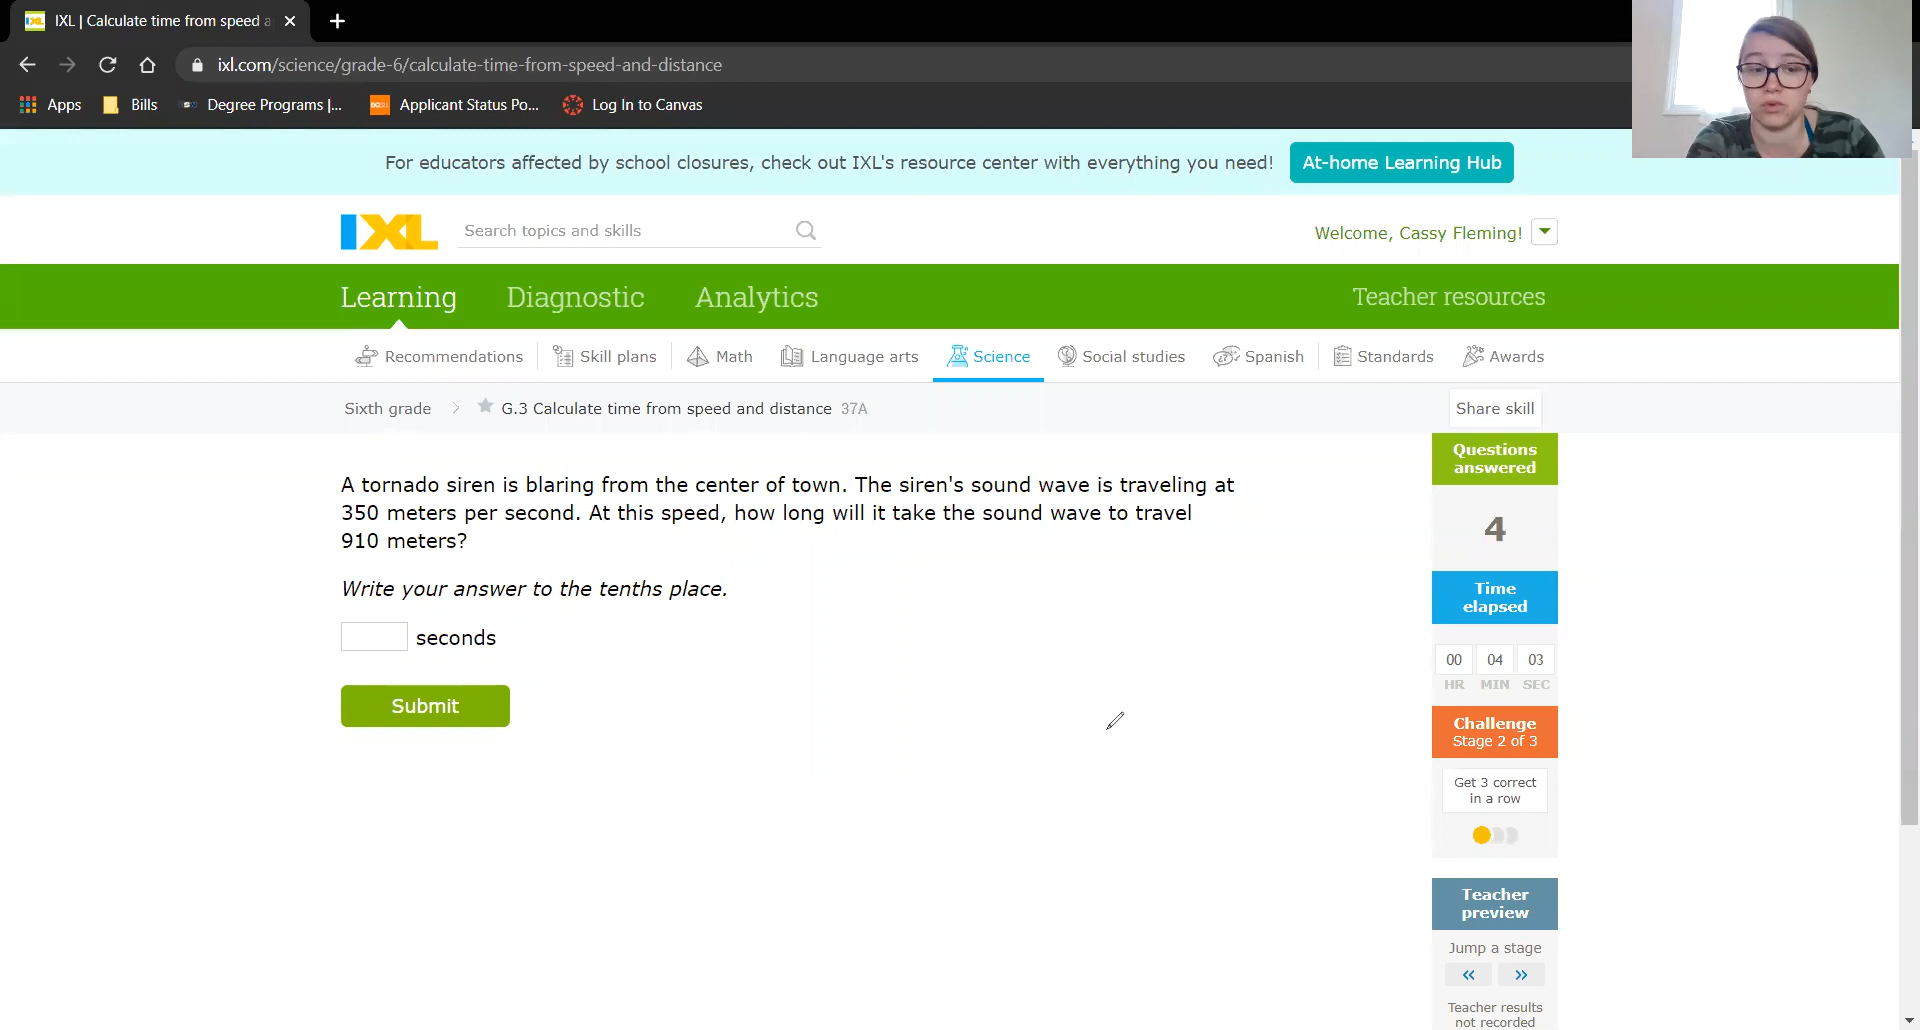 IXL | Calculate time from speed a
ixl.com/science/grade-6/calculate-time-from-speed-and-distance
Apps
Bills
Degree Programs |...
Applicant Status Po...
Log In to Canvas
For educators affected by school closures, check out IXL's resource center with everything you need!
At-home Learning Hub
IXL
Search topics and skills
Welcome, Cassy Fleming!
Learning
Diagnostic
Analytics
Teacher resources
Recommendations
Skill plans
Math
Language arts
Science
Social studies
Spanish
Standards
Awards
Sixth grade
G.3 Calculate time from speed and distance 37A
Share skill
A tornado siren is blaring from the center of town. The siren's sound wave is traveling at
350 meters per second. At this speed, how long will it take the sound wave to travel
910 meters?
Write your answer to the tenths place.
seconds
Submit
Questions
answered
4
Time
elapsed
00 04 03
HR MIN SEC
Challenge
Stage 2 of 3
Get 3 correct
in a row
Teacher
preview
Jump a stage
Teacher results
not recorded